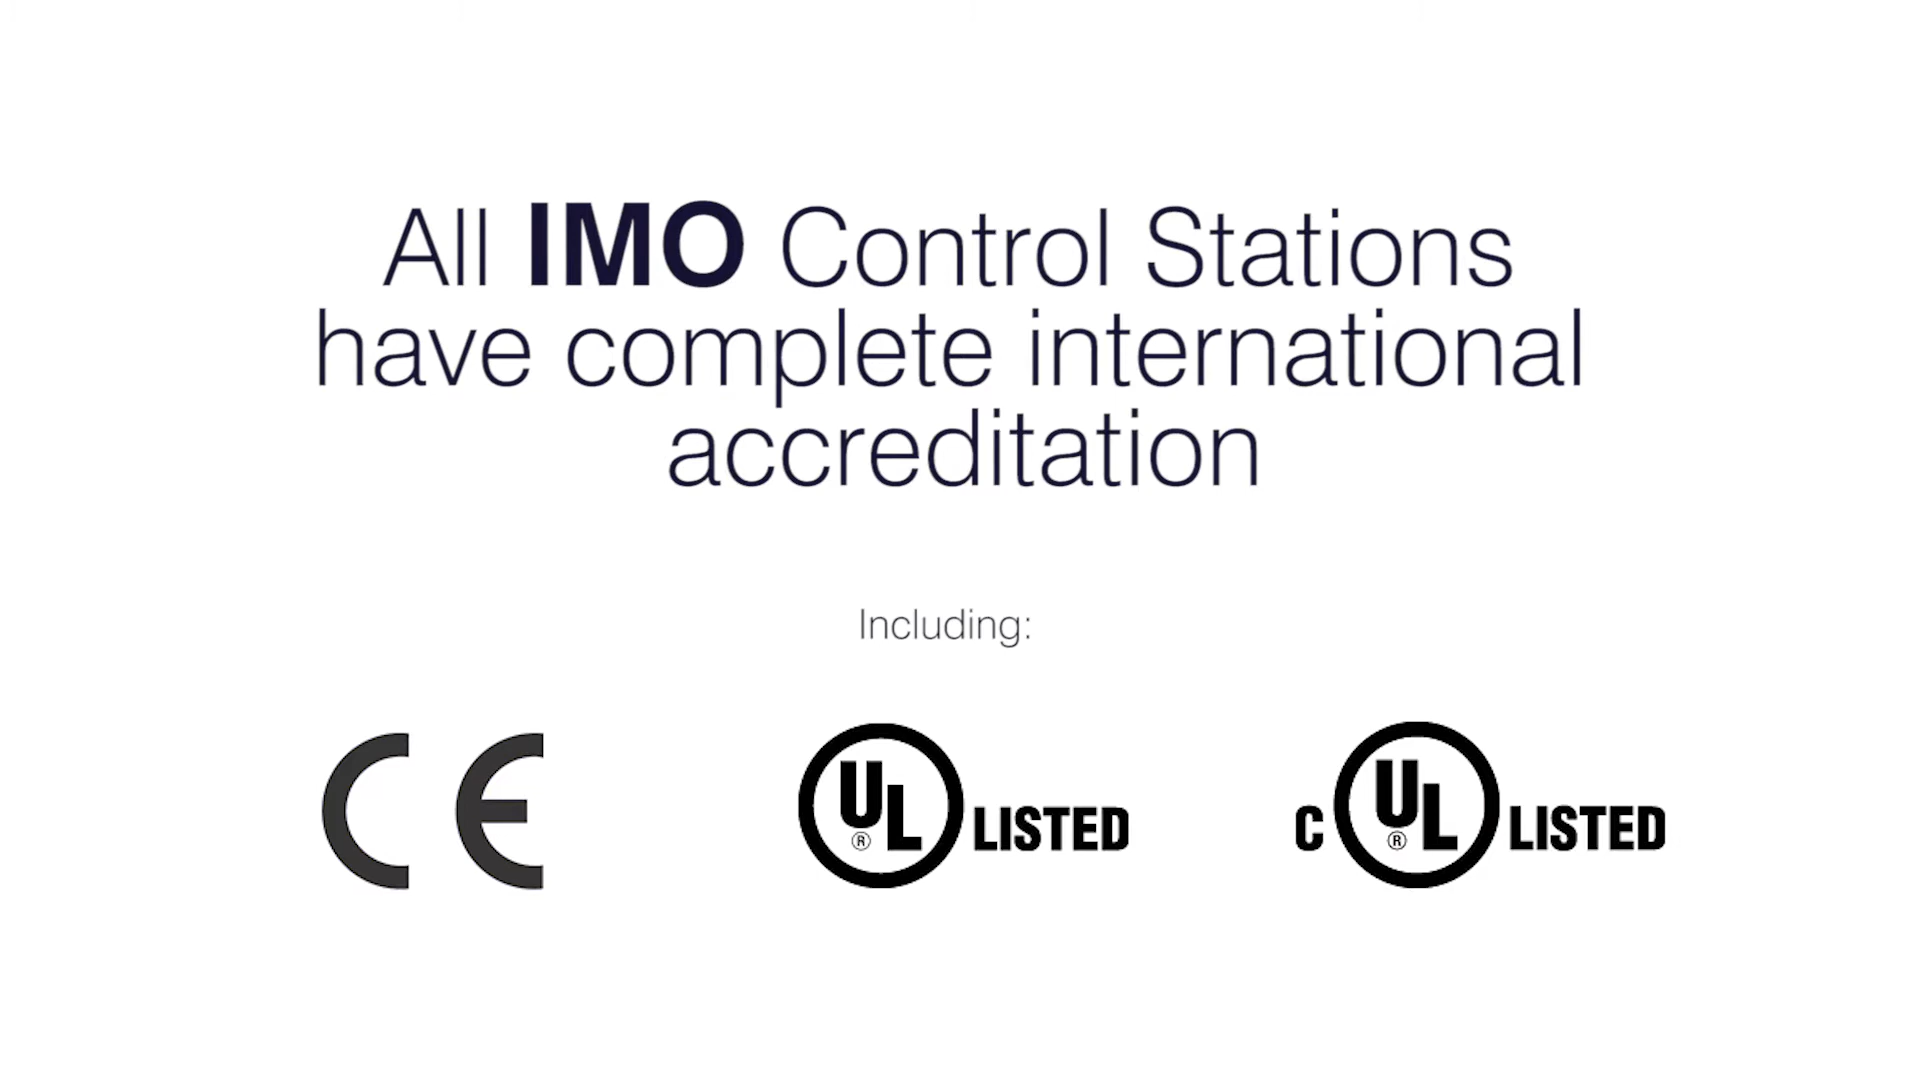 All IMO Control Stations
have complete international
accreditation
Including:
CE
UL ® LISTED
C UL ® LISTED